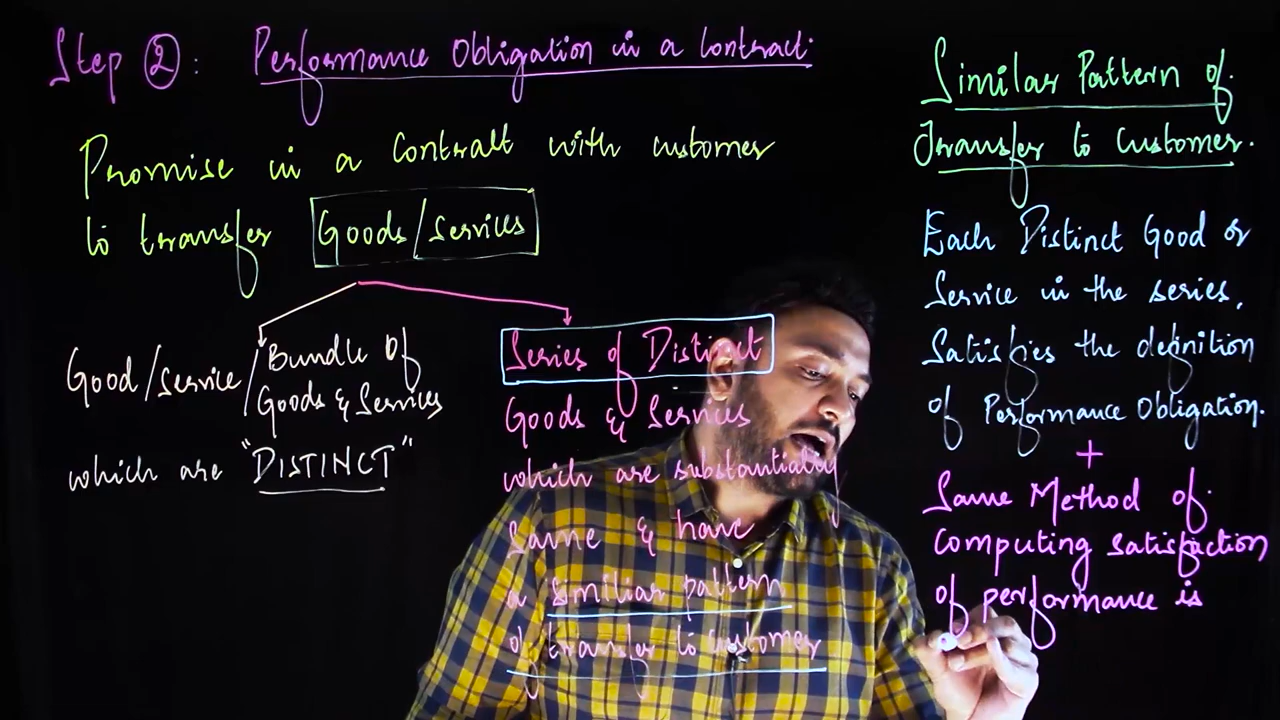 Step ②: Performance Obligation in a Contract.
Promise in a contract with customer
to transfer Goods/Services
Good/Service/Bundle Of
Goods & Services
which are "DISTINCT"
Series of Distinct
Goods & Services
which are substantially
same & have
a similiar pattern
of transfer to customer
Similar Pattern of
Transfer to Customer.
Each Distinct Good or
Service in the series,
Satisfies the definition
of Performance Obligation.
+
Same Method of
Computing satisfaction
of performance is